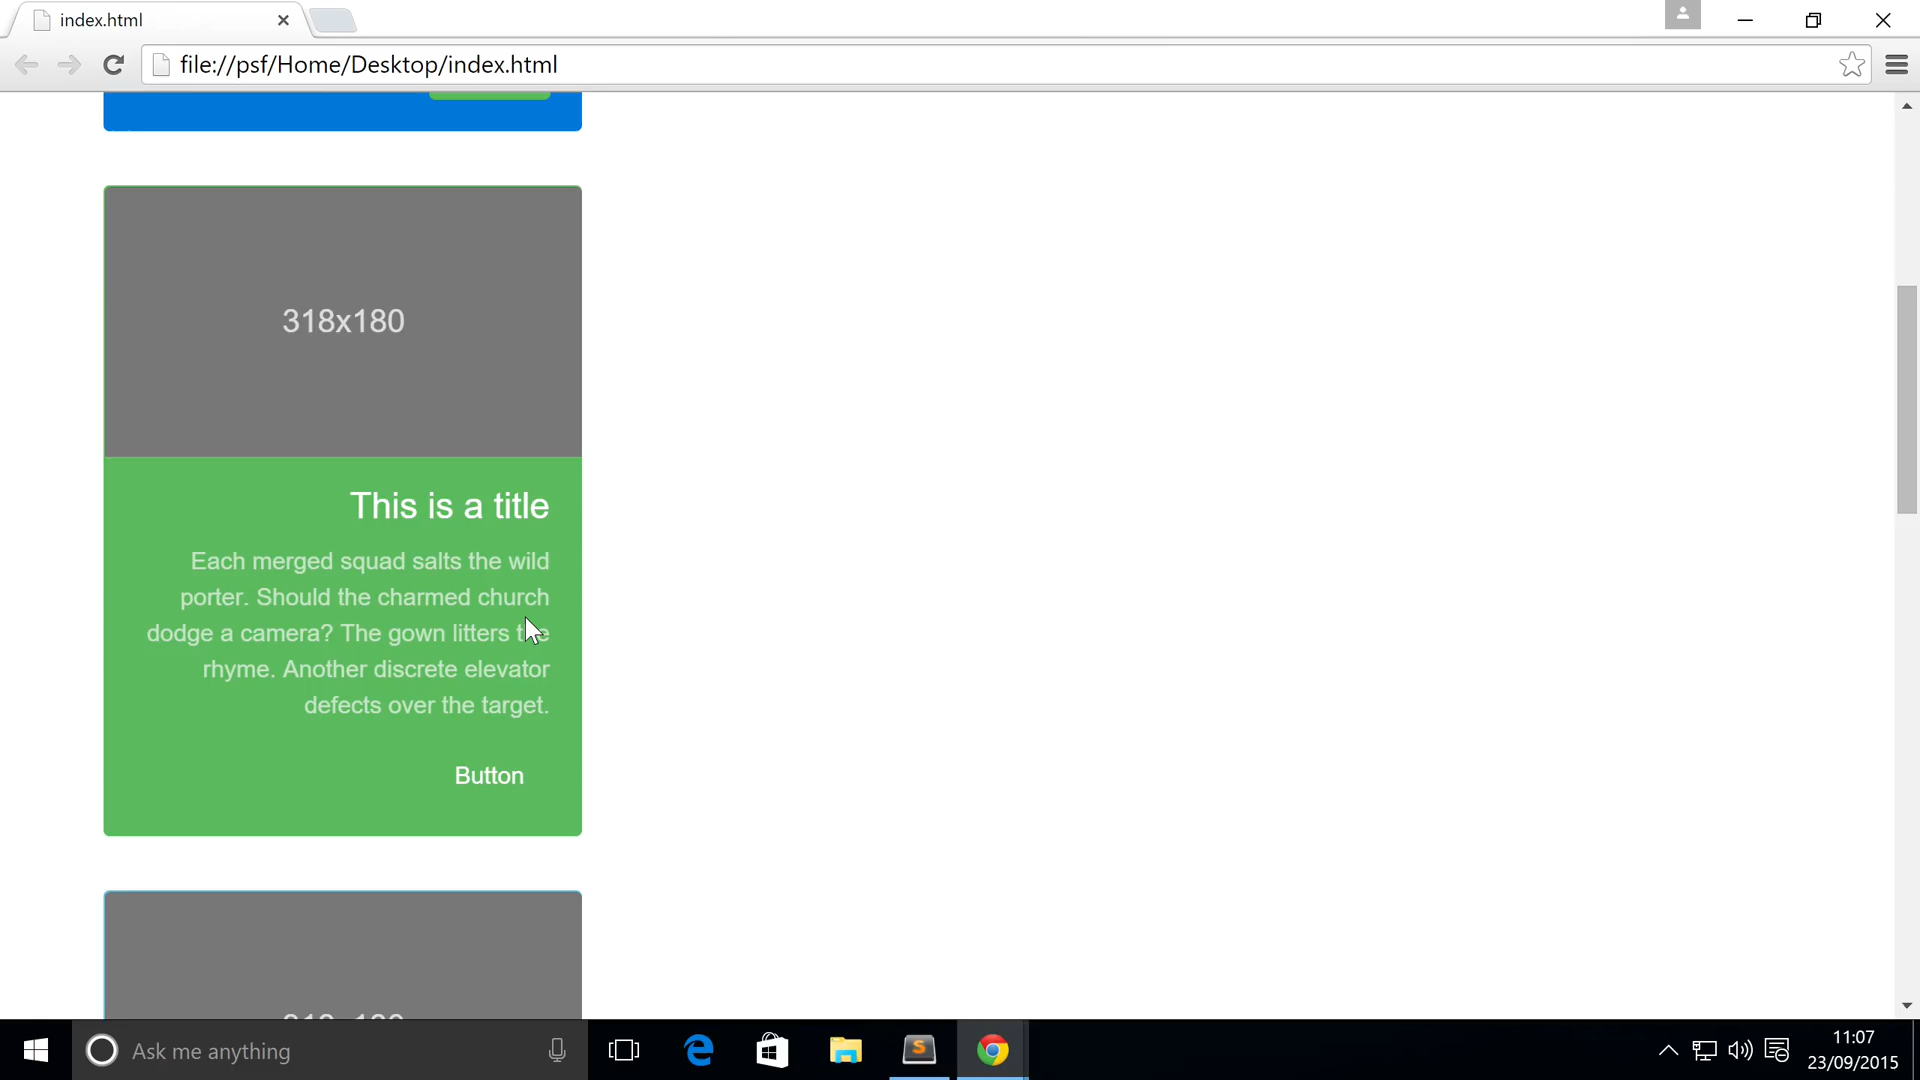 index.html
file://psf/Home/Desktop/index.html
318x180
This is a title
Each merged squad salts the wild
porter. Should the charmed church
dodge a camera? The gown litters the
rhyme. Another discrete elevator
defects over the target.
Button
Ask me anything
11:07
23/09/2015